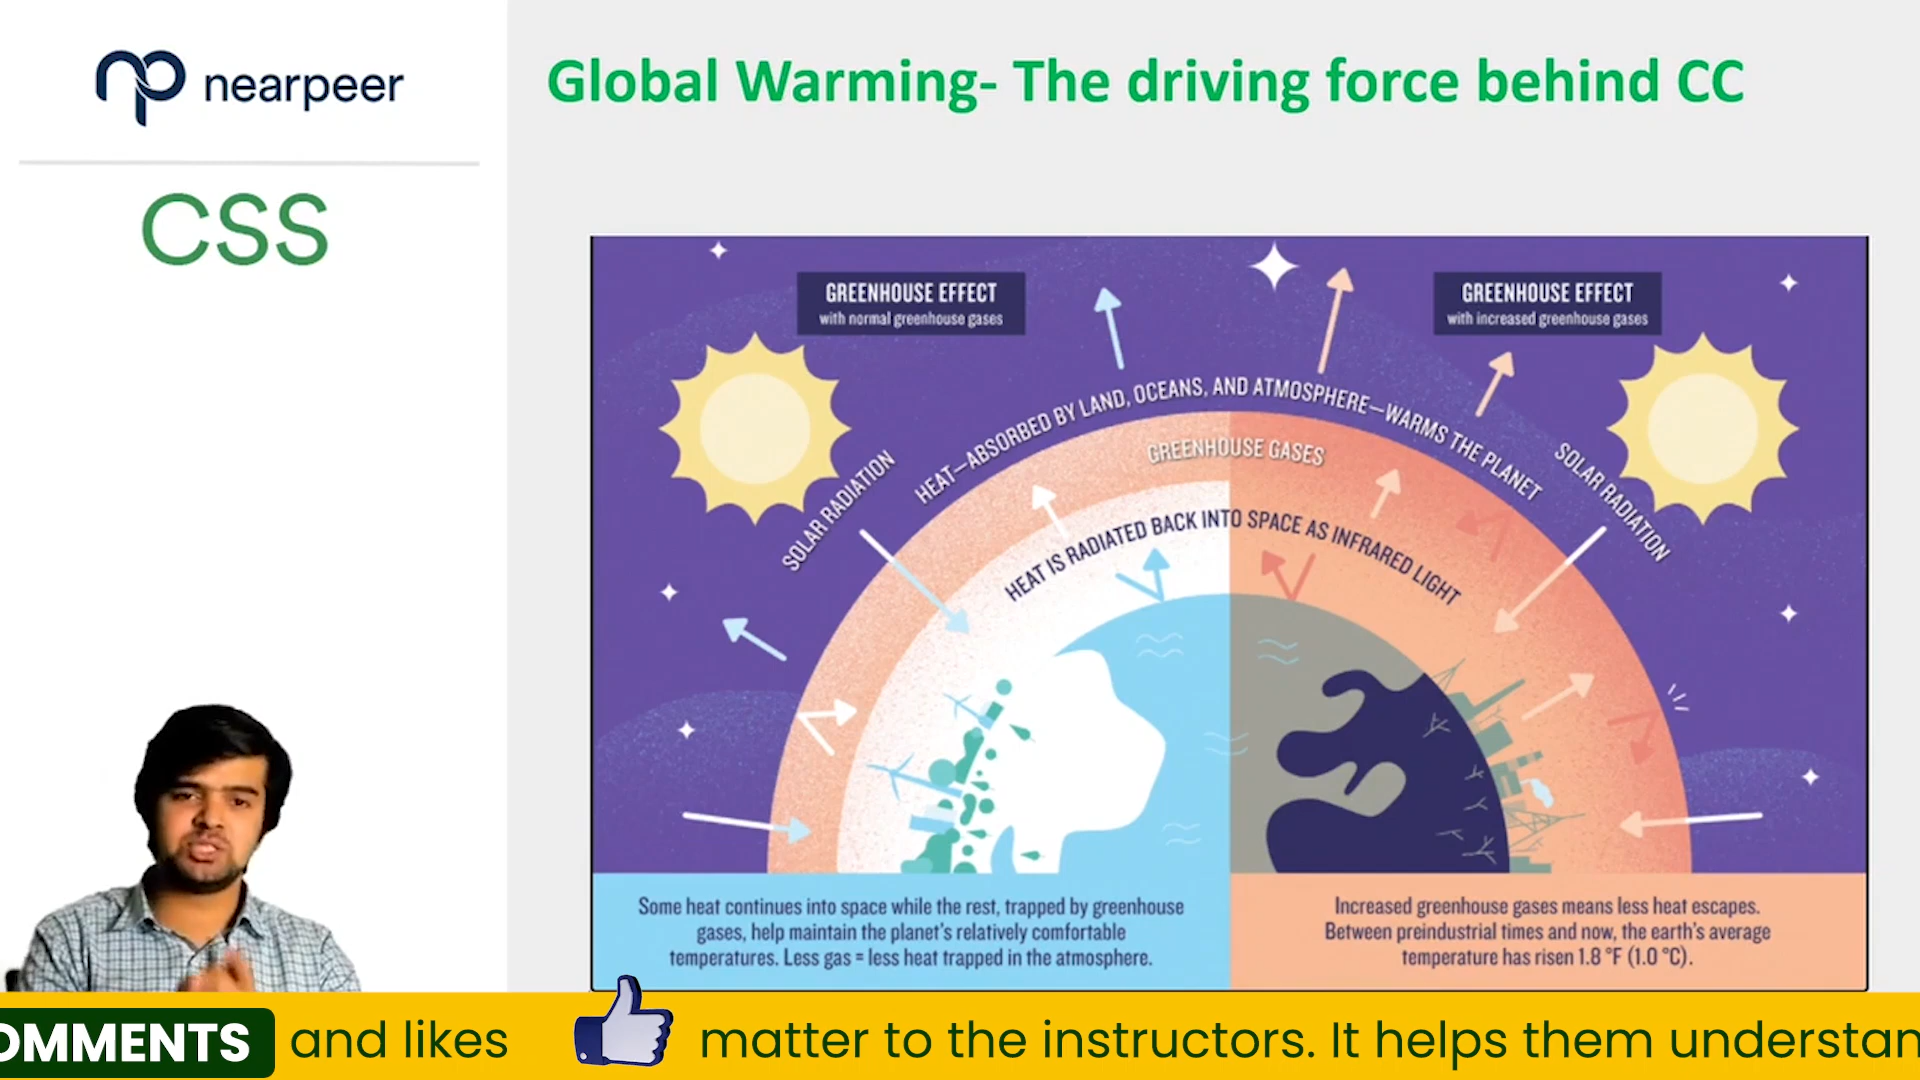 nearpeer
CSS
Global Warming- The driving force behind CC
GREENHOUSE EFFECT
with normal greenhouse gases
GREENHOUSE EFFECT
with increased greenhouse gases
SOLAR RADIATION
HEAT—ABSORBED BY LAND, OCEANS, AND ATMOSPHERE—WARMS THE PLANET
SOLAR RADIATION
GREENHOUSE GASES
HEAT IS RADIATED BACK INTO SPACE AS INFRARED LIGHT
Some heat continues into space while the rest, trapped by greenhouse
gases, help maintain the planet's relatively comfortable
temperatures. Less gas = less heat trapped in the atmosphere.
Increased greenhouse gases means less heat escapes.
Between preindustrial times and now, the earth's average
temperature has risen 1.8 °F (1.0 °C).
OMMENTS and likes matter to the instructors. It helps them understan